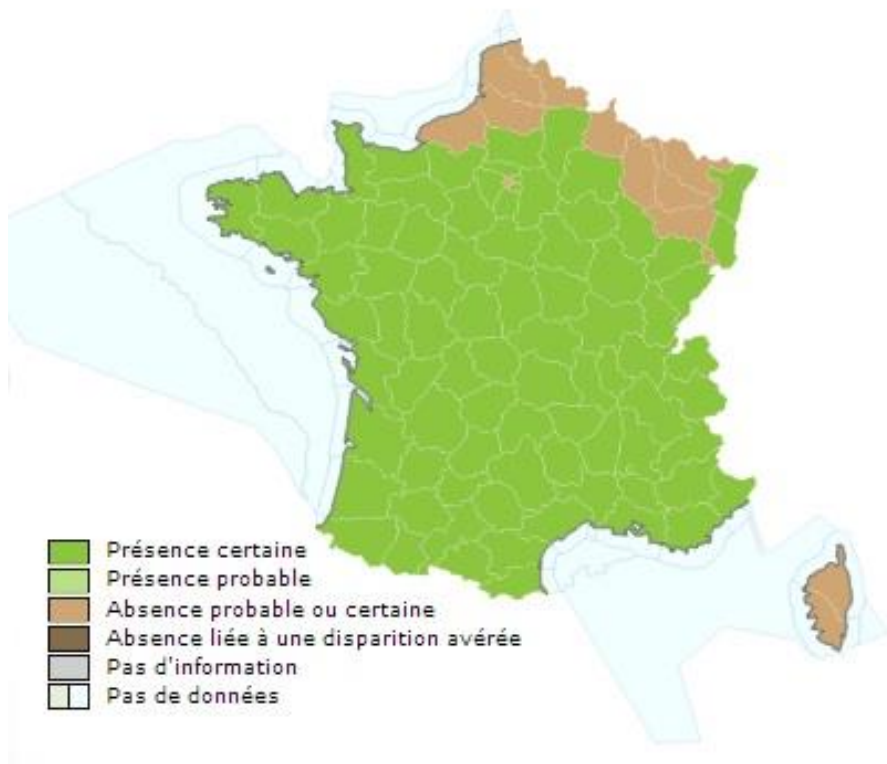 Présence certaine
Présence probable
Absence probable ou certaine
Absence liée à une disparition avérée
Pas d'information
Pas de données